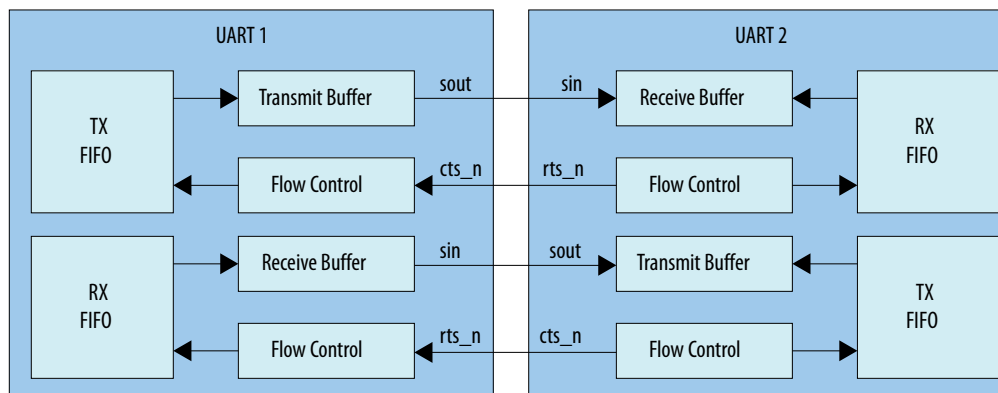 UART 1
TX
FIFO
Transmit Buffer
sout
Flow Control
cts_n
RX
FIFO
Receive Buffer
sin
Flow Control
rts_n
UART 2
sin
Receive Buffer
RX
FIFO
rts_n
Flow Control
sout
Transmit Buffer
TX
FIFO
cts_n
Flow Control